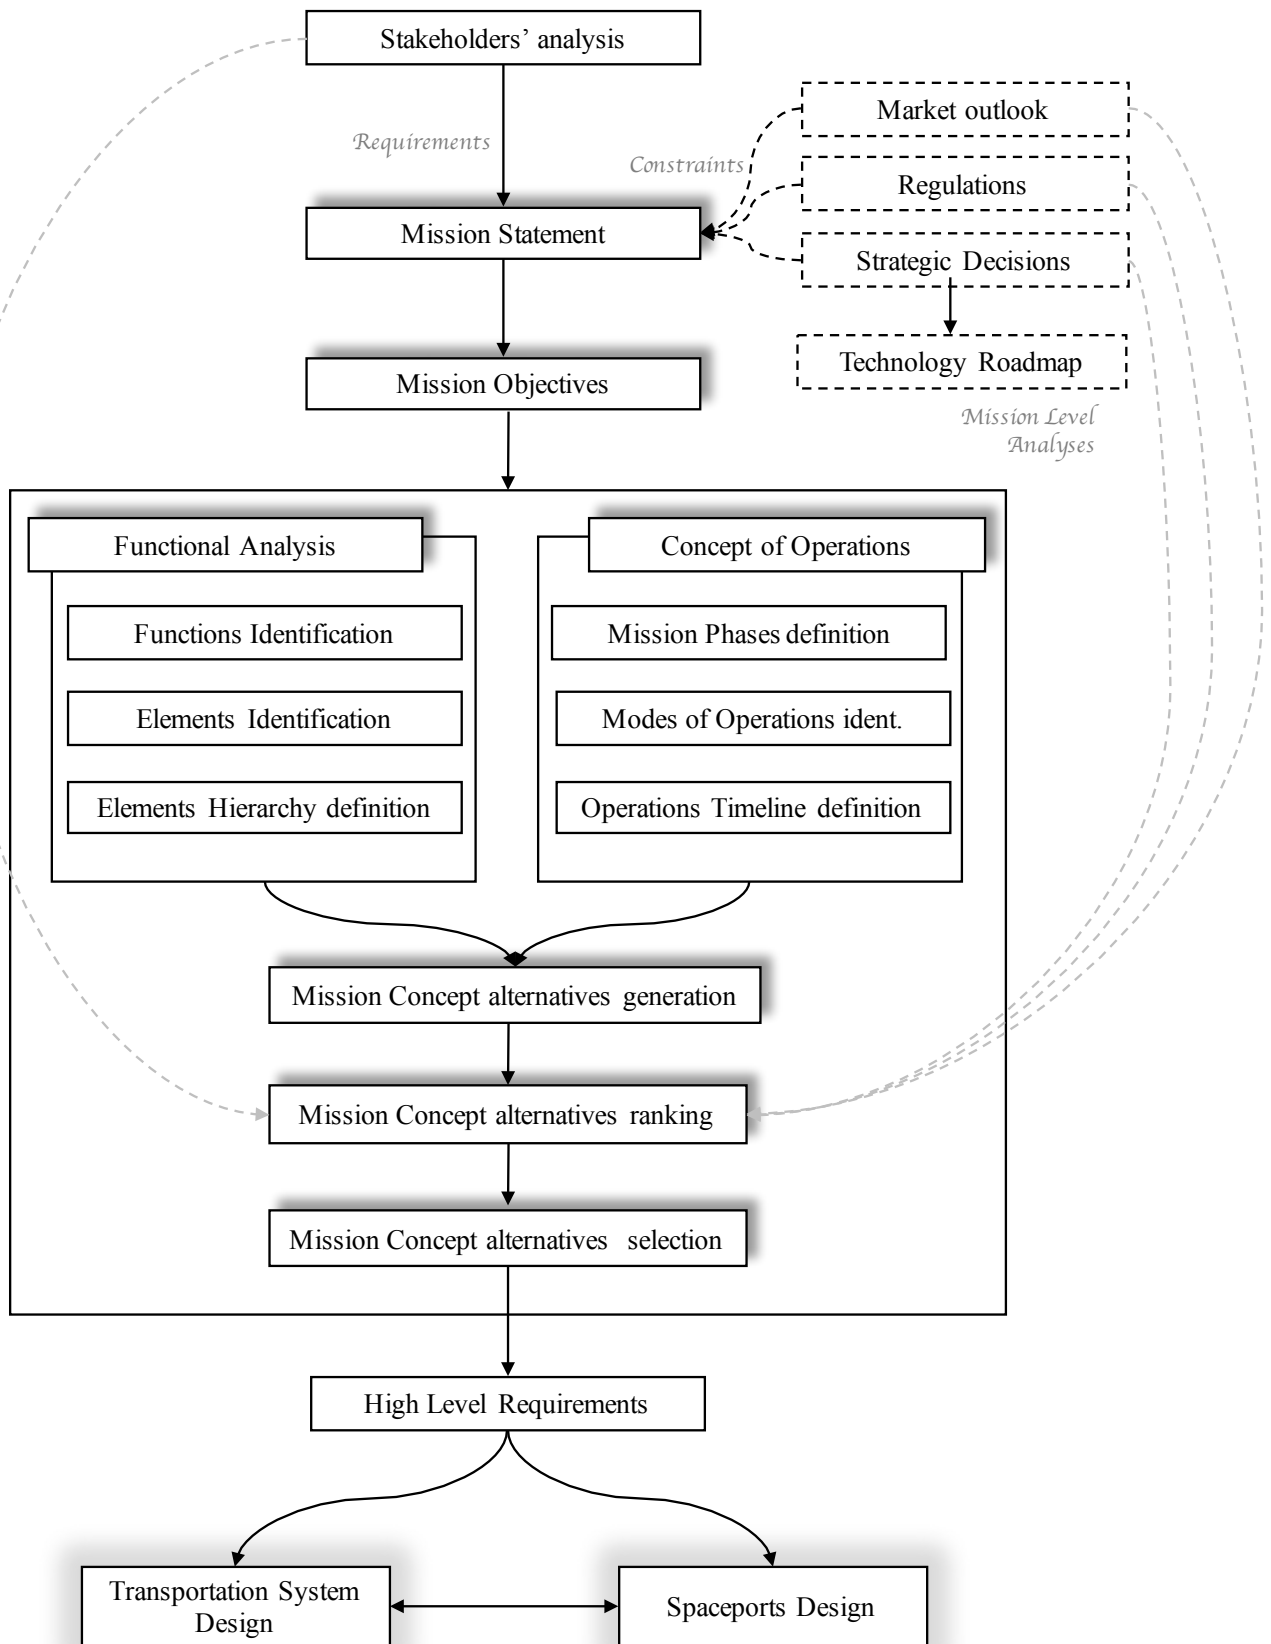 Stakeholders’ analysis
Market outlook
Requirements
Constraints
Regulations
Mission Statement
Strategic Decisions
Technology Roadmap
Mission Objectives
Mission Level
Analyses
Functional Analysis
Concept of Operations
Functions Identification
Mission Phases definition
Elements Identification
Modes of Operations ident.
Elements Hierarchy definition
Operations Timeline definition
Mission Concept alternatives generation
Mission Concept alternatives ranking
Mission Concept alternatives selection
High Level Requirements
Transportation System
Design
Spaceports Design